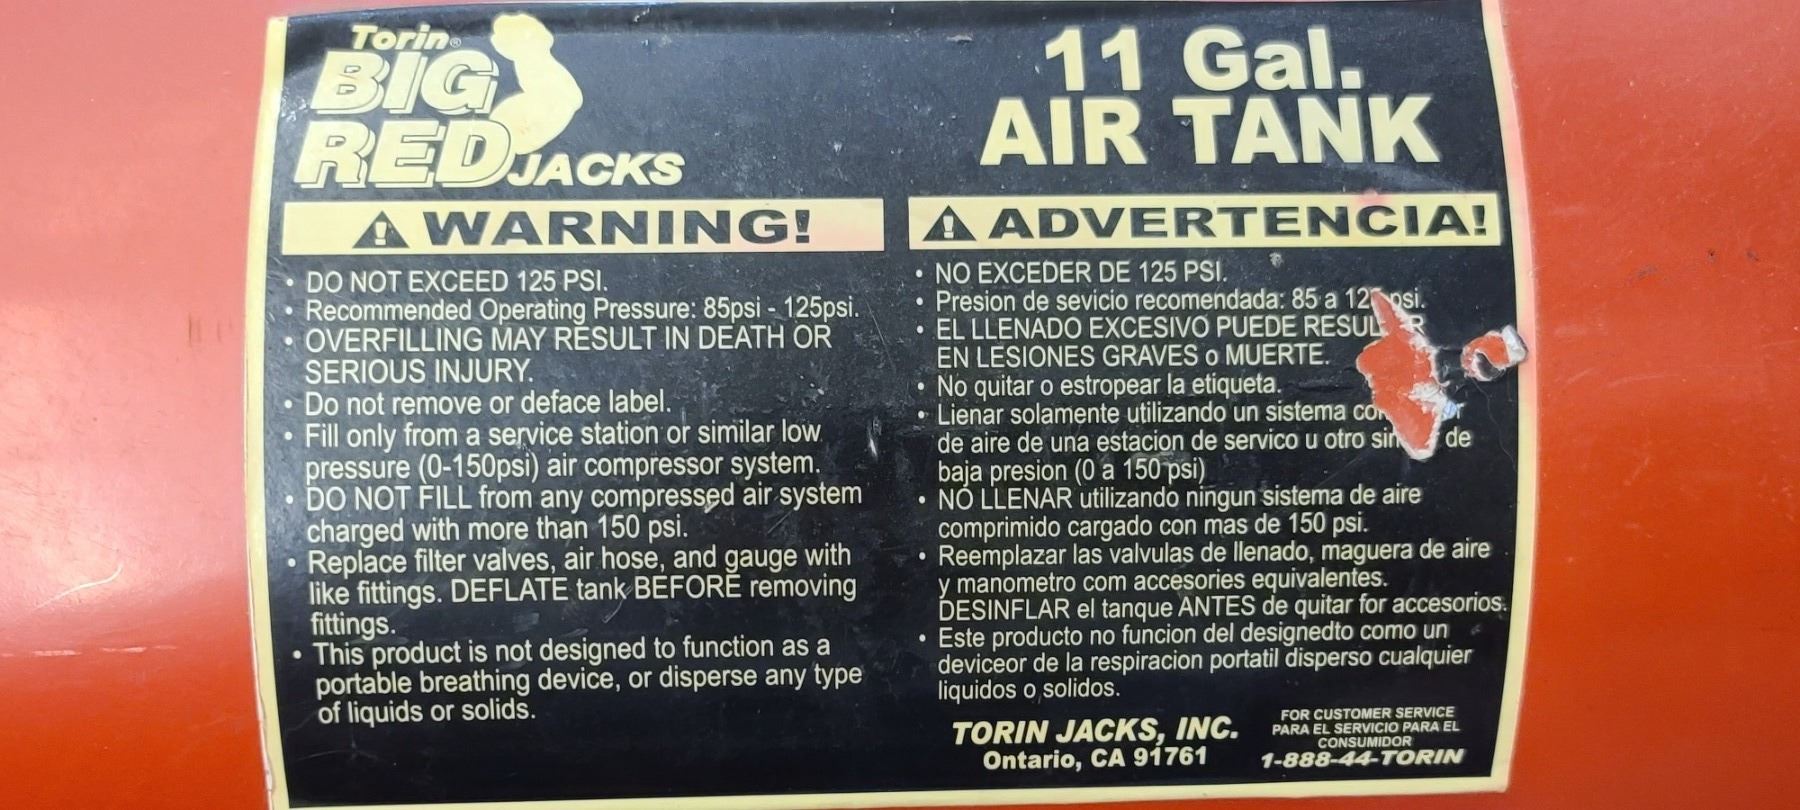 Torin®
BIG
RED JACKS
11 Gal.
AIR TANK
WARNING!
• DO NOT EXCEED 125 PSI.
• Recommended Operating Pressure: 85psi - 125psi.
• OVERFILLING MAY RESULT IN DEATH OR
SERIOUS INJURY.
• Do not remove or deface label.
• Fill only from a service station or similar low
pressure (0-150psi) air compressor system.
• DO NOT FILL from any compressed air system
charged with more than 150 psi.
• Replace filter valves, air hose, and gauge with
like fittings. DEFLATE tank BEFORE removing
fittings.
• This product is not designed to function as a
portable breathing device, or disperse any type
of liquids or solids.
ADVERTENCIA!
• NO EXCEDER DE 125 PSI.
• Presion de sevicio recomendada: 85 a psi.
• EL LLENADO EXCESIVO PUEDE
EN LESIONES GRAVES o MUERTE.
• No quitar o estropear la etiqueta.
• Lienar solamente utilizando un sistema
de aire de una estacion de servico u otro de
baja presion (0 a 150 psi)
• NO LLENAR utilizando ningun sistema de aire
comprimido cargado con mas de 150 psi.
• Reemplazar las valvulas de llenado, maguera de aire
y manometro com accesories equivalentes.
DESINFLAR el tanque ANTES de quitar for accesorios.
• Este producto no funcion del designedto como un
deviceor de la respiracion portatil disperso cualquier
liquidos o solidos.
TORIN JACKS, INC.
Ontario, CA 91761
FOR CUSTOMER SERVICE
PARA EL SERVICIO PARA EL
CONSUMIDOR
1-888-44-TORIN